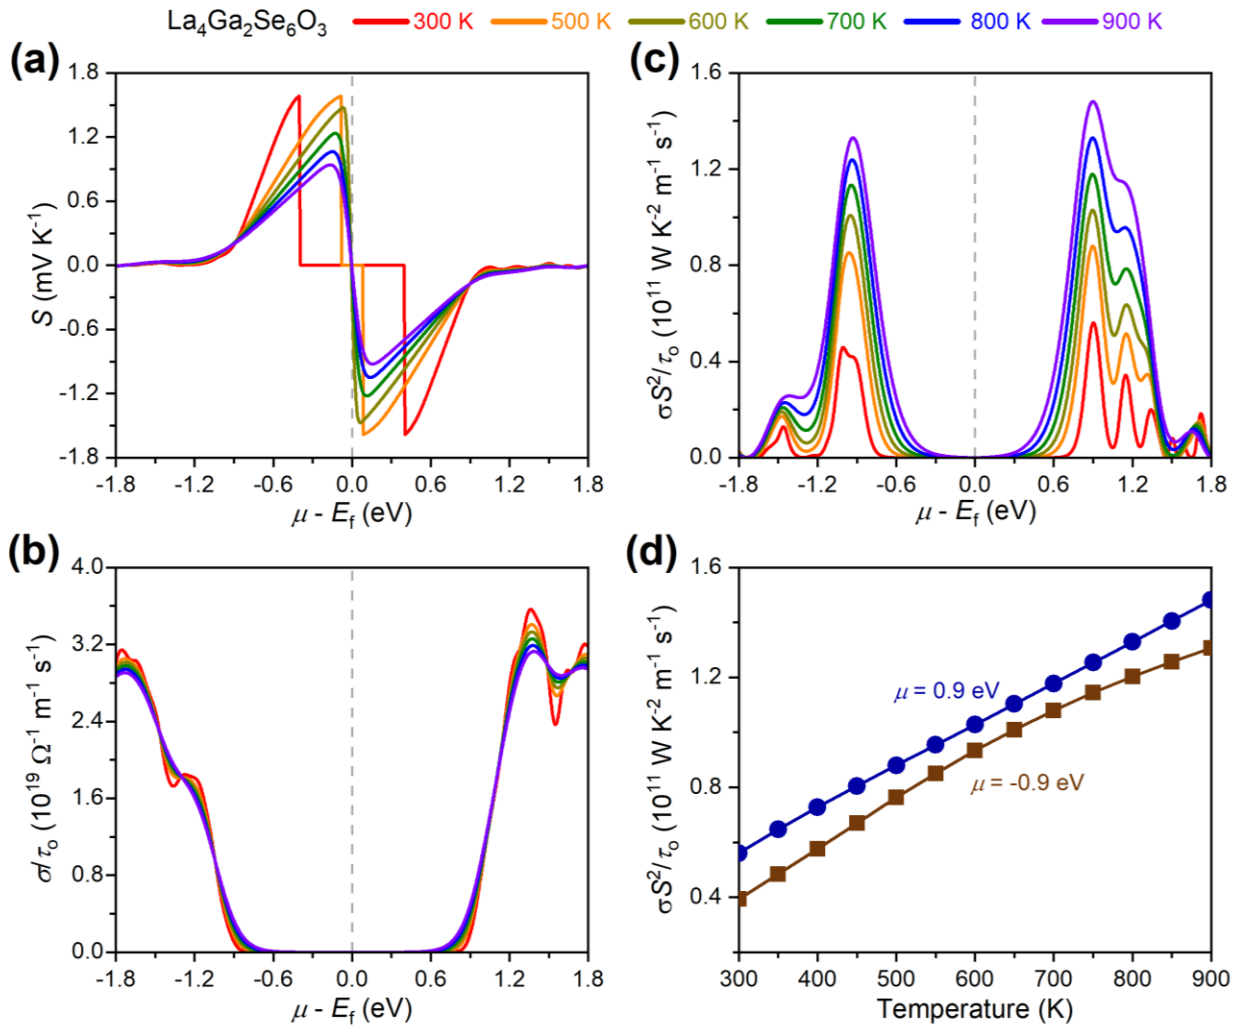 La4Ga2Se6O3 300 K 500 K 600 K 700 K 800 K 900 K
(a)
1.8
1.2
0.6
0.0
-0.6
-1.2
-1.8
S (mV K-1)
-1.8 -1.2 -0.6 0.0 0.6 1.2 1.8
μ - Ef (eV)
(c)
1.6
1.2
0.8
0.4
0.0
σS2/τo (1011 W K-2 m-1 s-1)
-1.8 -1.2 -0.6 0.0 0.6 1.2 1.8
μ - Ef (eV)
(b)
4.0
3.2
2.4
1.6
0.8
0.0
σ/τo (1019 Ω-1 m-1 s-1)
-1.8 -1.2 -0.6 0.0 0.6 1.2 1.8
μ - Ef (eV)
(d)
1.6
1.2
0.8
0.4
σS2/τo (1011 W K-2 m-1 s-1)
μ = 0.9 eV
μ = -0.9 eV
300 400 500 600 700 800 900
Temperature (K)